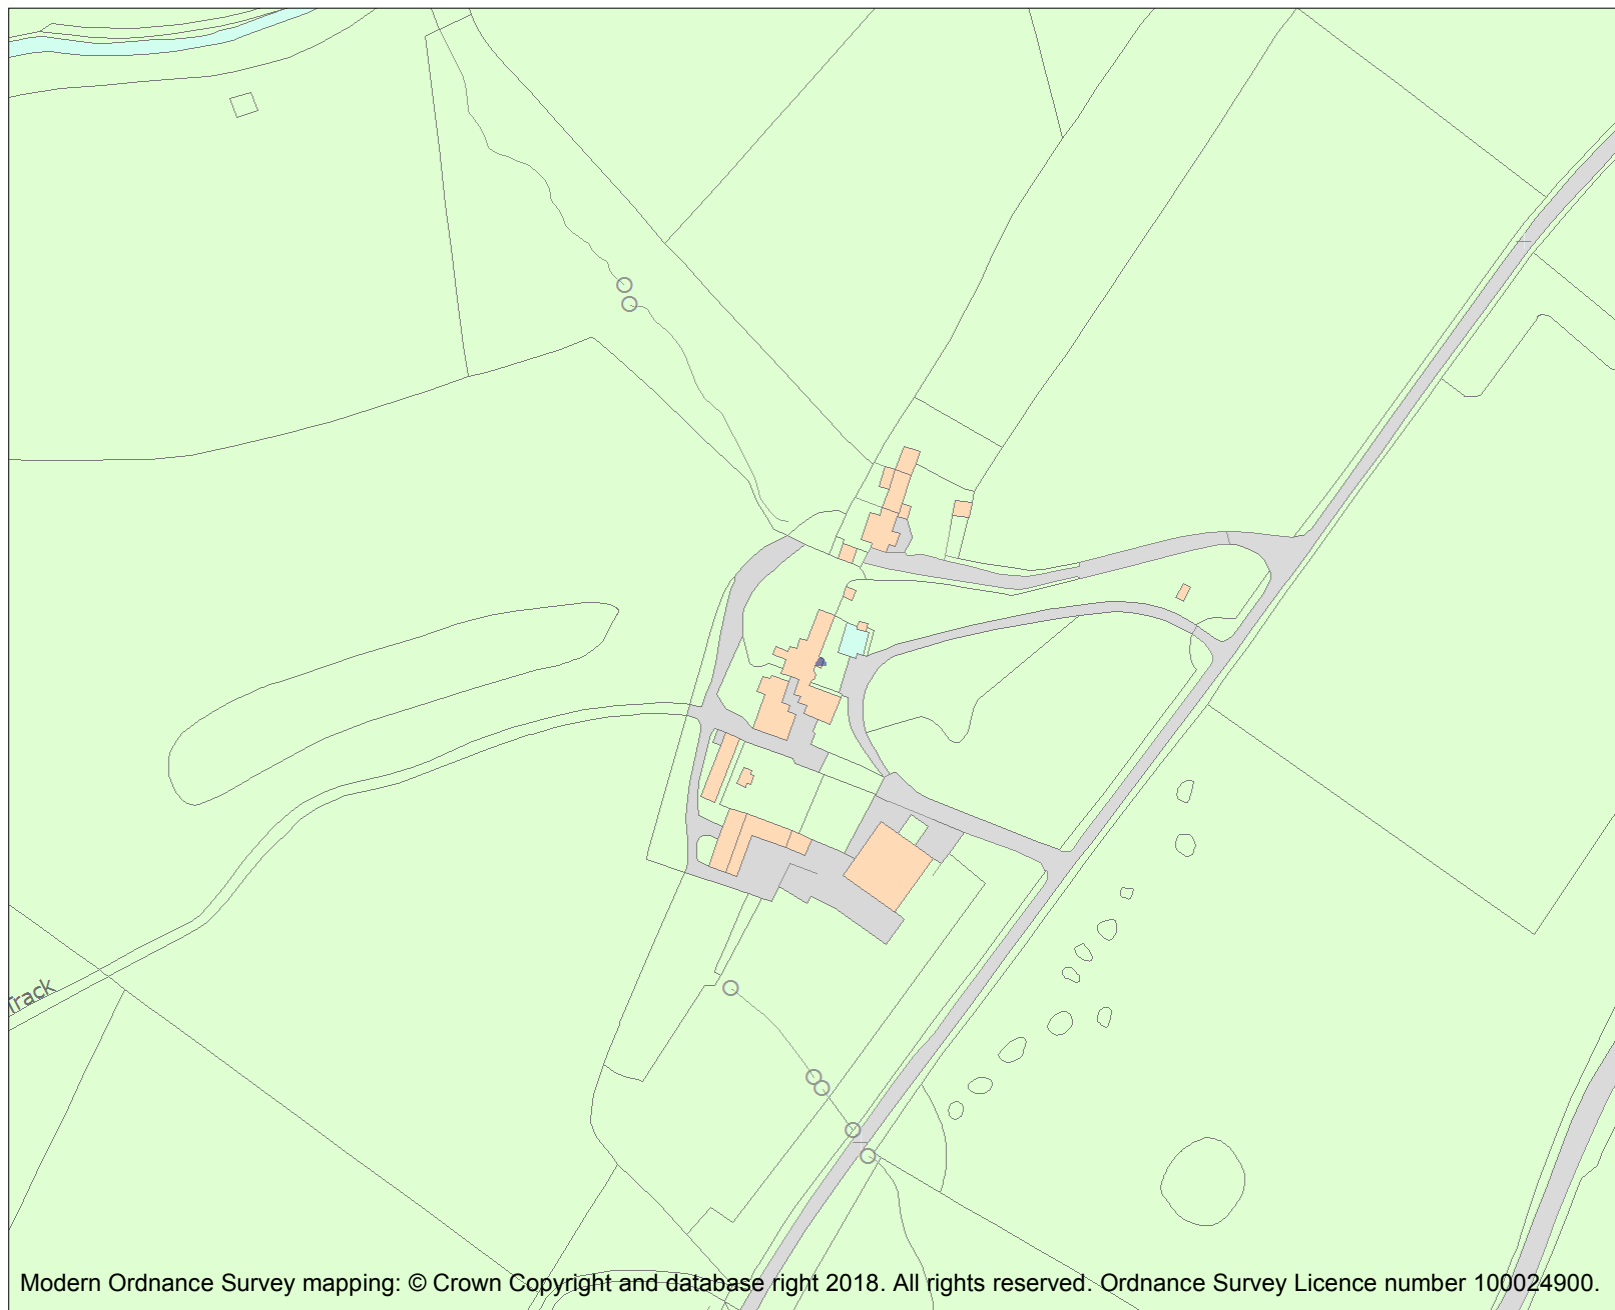 Track
Modern Ordnance Survey mapping: © Crown Copyright and database right 2018. All rights reserved. Ordnance Survey Licence number 100024900.